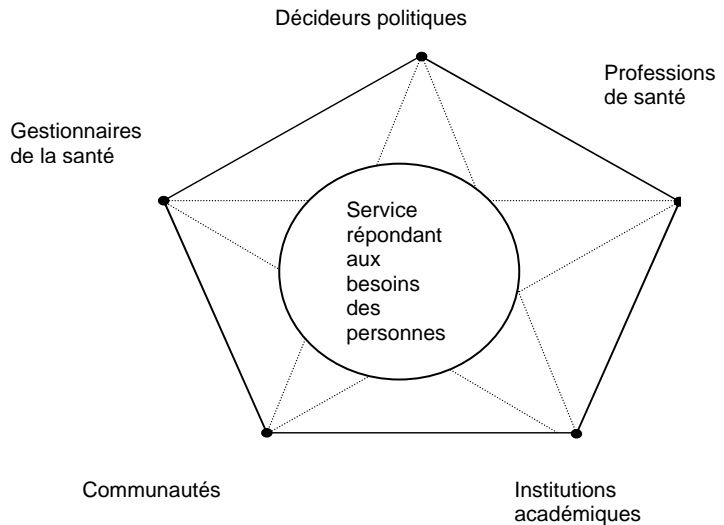 Décideurs politiques
Professions
de santé
Gestionnaires
de la santé
Service
répondant
aux
besoins
des
personnes
Communautés
Institutions
académiques